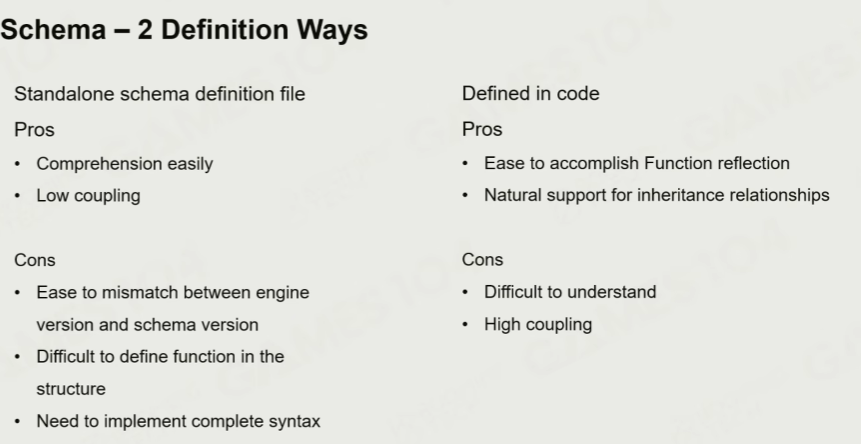 Schema – 2 Definition Ways
Standalone schema definition file
Pros
• Comprehension easily
• Low coupling
Cons
• Ease to mismatch between engine
version and schema version
• Difficult to define function in the
structure
• Need to implement complete syntax
Defined in code
Pros
• Ease to accomplish Function reflection
• Natural support for inheritance relationships
Cons
• Difficult to understand
• High coupling
GAMES104